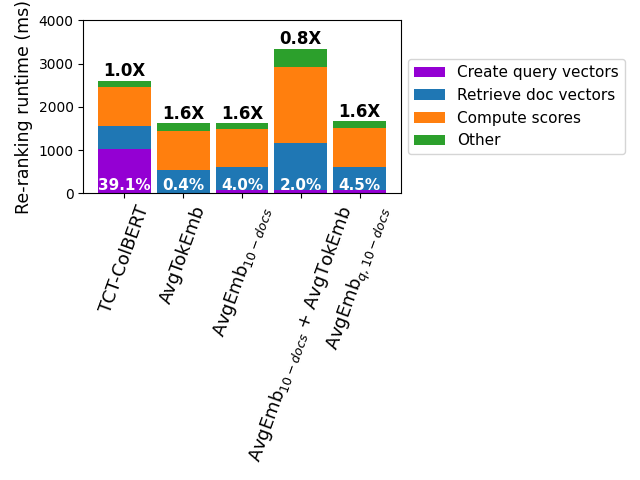 Re-ranking runtime (ms)
4000
3000
2000
1000
0
1.0X
1.6X
1.6X
0.8X
1.6X
39.1%
0.4%
4.0%
2.0%
4.5%
TCT-ColBERT
AvgTokEmb
AvgEmb10−docs
AvgEmb10−docs + AvgTokEmb
AvgEmbq, 10−docs
Create query vectors
Retrieve doc vectors
Compute scores
Other